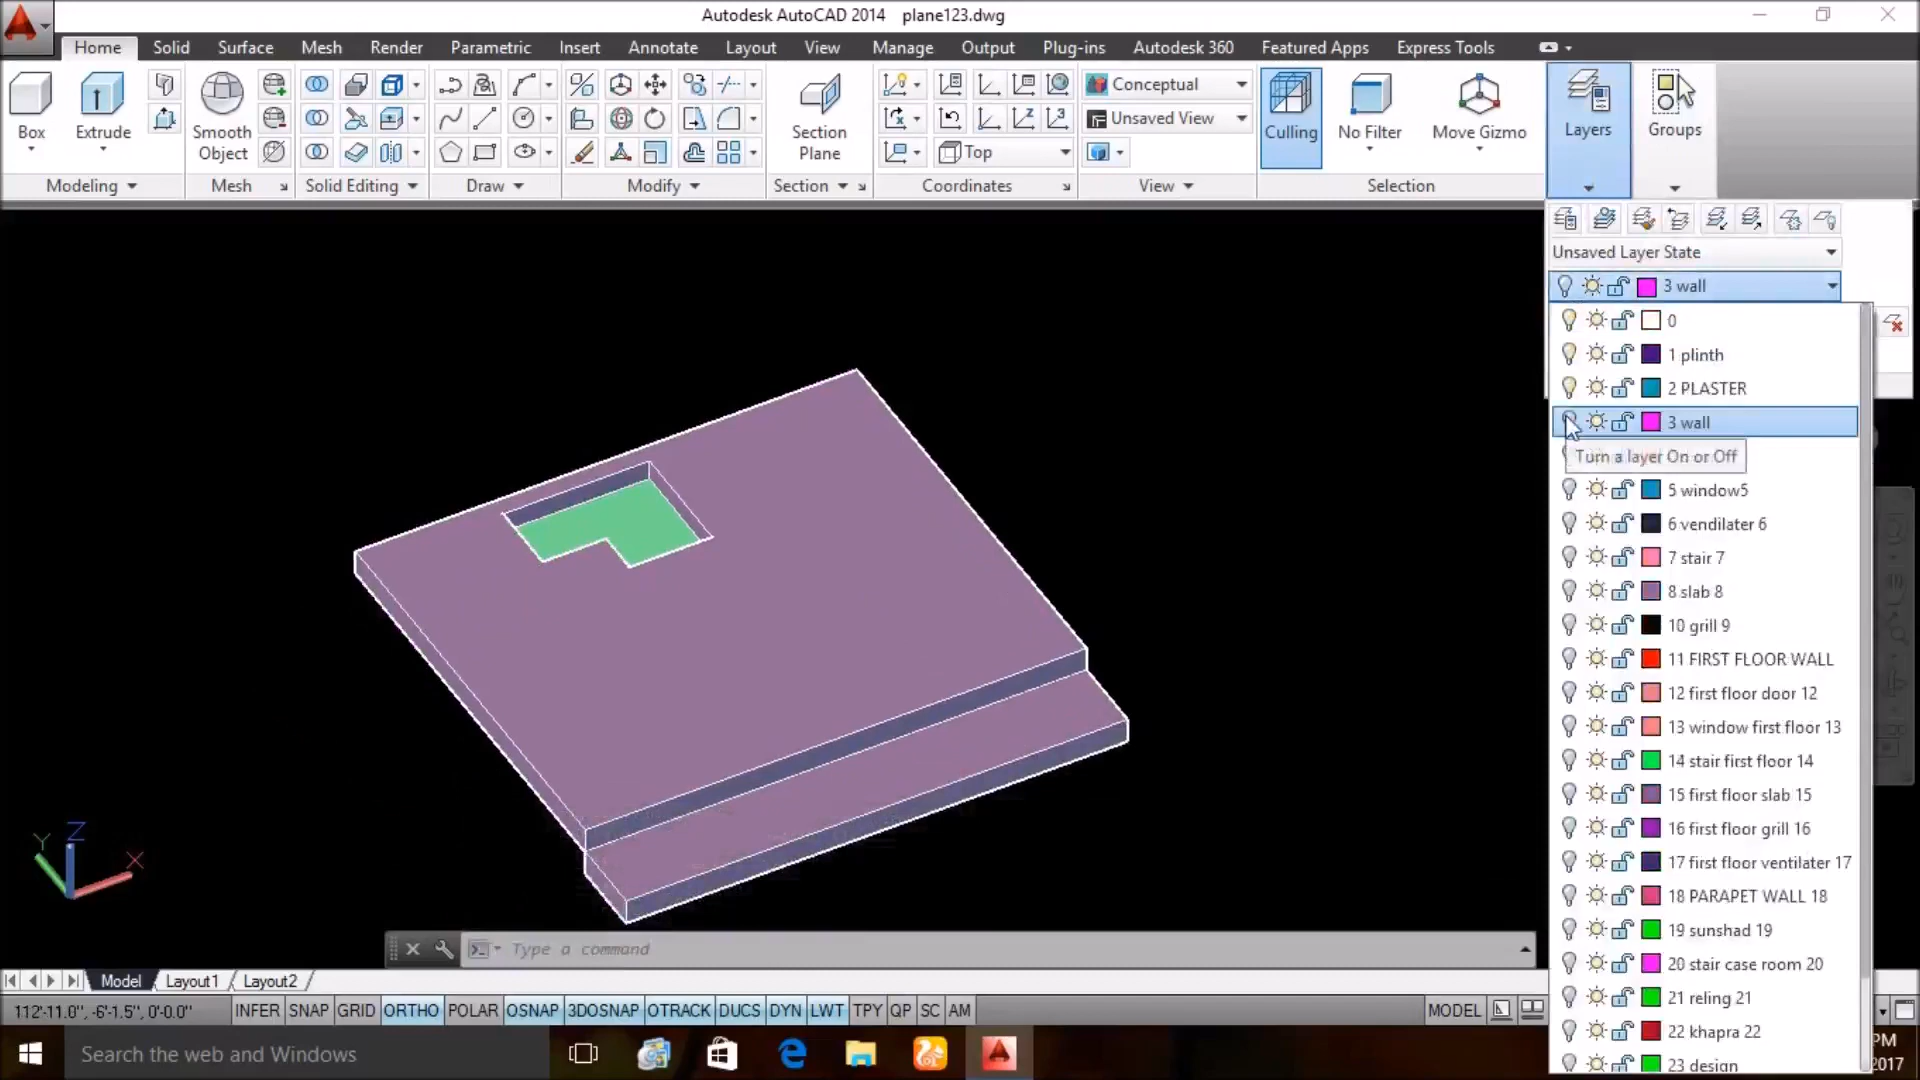 Autodesk AutoCAD 2014 plane123.dwg
Home Solid Surface Mesh Render Parametric Insert Annotate Layout View Manage Output Plug-ins Autodesk 360 Featured Apps Express Tools
Box Extrude Smooth Object Section Plane Conceptual Unsaved View Top Culling No Filter Move Gizmo Layers Groups
Modeling Mesh Solid Editing Draw Modify Section Coordinates View Selection
Unsaved Layer State
3 wall
0
1 plinth
2 PLASTER
3 wall
Turn a layer On or Off
5 window5
6 vendilater 6
7 stair 7
8 slab 8
10 grill 9
11 FIRST FLOOR WALL
12 first floor door 12
13 window first floor 13
14 stair first floor 14
15 first floor slab 15
16 first floor grill 16
17 first floor ventilater 17
18 PARAPET WALL 18
19 sunshad 19
20 stair case room 20
21 reling 21
22 khapra 22
23 design
Y Z X
Type a command
Model Layout1 Layout2
112'-11.0", -6'-1.5", 0'-0.0" INFER SNAP GRID ORTHO POLAR OSNAP 3DOSNAP OTRACK DUCS DYN LWT TPY QP SC AM MODEL
Search the web and Windows
PM
2017